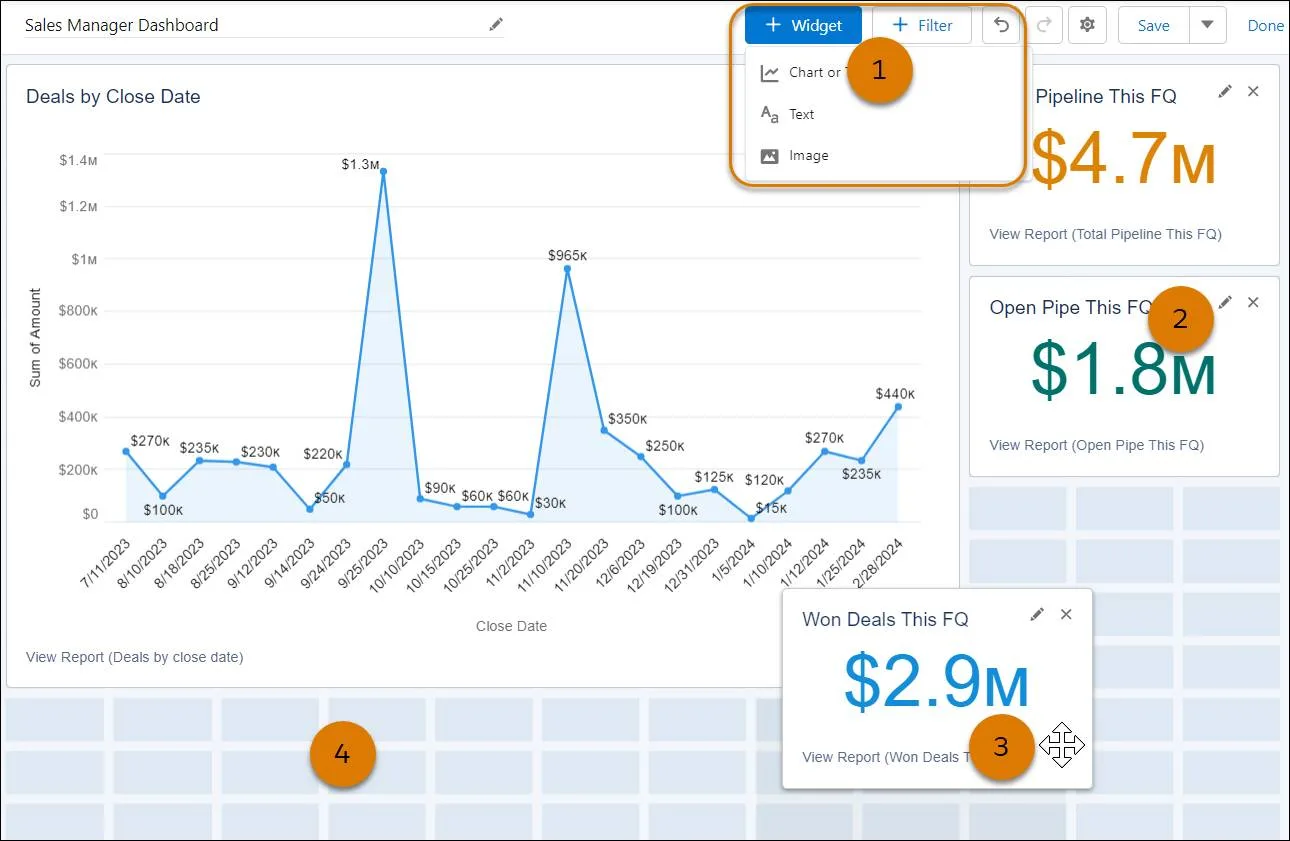 Sales Manager Dashboard
+ Widget
+ Filter
Save
Done
Chart or
1
Text
Image
Deals by Close Date
Pipeline This FQ
$4.7M
View Report (Total Pipeline This FQ)
Open Pipe This FQ
2
$1.8M
View Report (Open Pipe This FQ)
Sum of Amount
$1.4M
$1.2M
$1M
$800K
$600K
$400K
$200K
$0
$270K
$100K
$235K
$230K
$50K
$220K
$1.3M
$90K
$60K
$60K
$30K
$965K
$350K
$250K
$100K
$125K
$15K
$120K
$270K
$235K
$440K
7/11/2023
8/10/2023
8/18/2023
8/25/2023
9/12/2023
9/14/2023
9/24/2023
9/25/2023
10/10/2023
10/15/2023
10/25/2023
11/2/2023
11/10/2023
11/20/2023
12/6/2023
12/19/2023
12/31/2023
1/5/2024
1/10/2024
1/12/2024
1/25/2024
2/28/2024
Close Date
View Report (Deals by close date)
Won Deals This FQ
$2.9M
View Report (Won Deals T
3
4